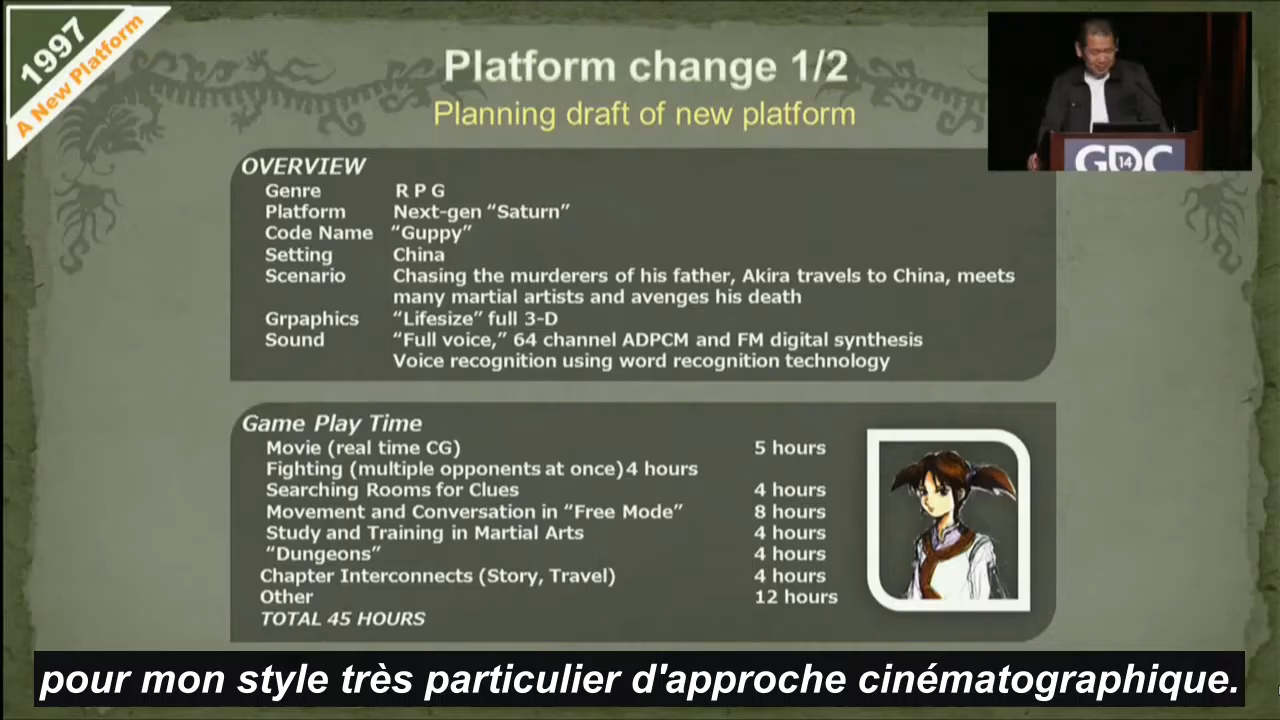 1997
A New Platform
Platform change 1/2
Planning draft of new platform
GDC 14
OVERVIEW
Genre R P G
Platform Next-gen “Saturn”
Code Name “Guppy”
Setting China
Scenario Chasing the murderers of his father, Akira travels to China, meets
many martial artists and avenges his death
Grpaphics “Lifesize” full 3-D
Sound “Full voice,” 64 channel ADPCM and FM digital synthesis
Voice recognition using word recognition technology
Game Play Time
Movie (real time CG) 5 hours
Fighting (multiple opponents at once) 4 hours
Searching Rooms for Clues 4 hours
Movement and Conversation in “Free Mode” 8 hours
Study and Training in Martial Arts 4 hours
“Dungeons” 4 hours
Chapter Interconnects (Story, Travel) 4 hours
Other 12 hours
TOTAL 45 HOURS
pour mon style très particulier d'approche cinématographique.